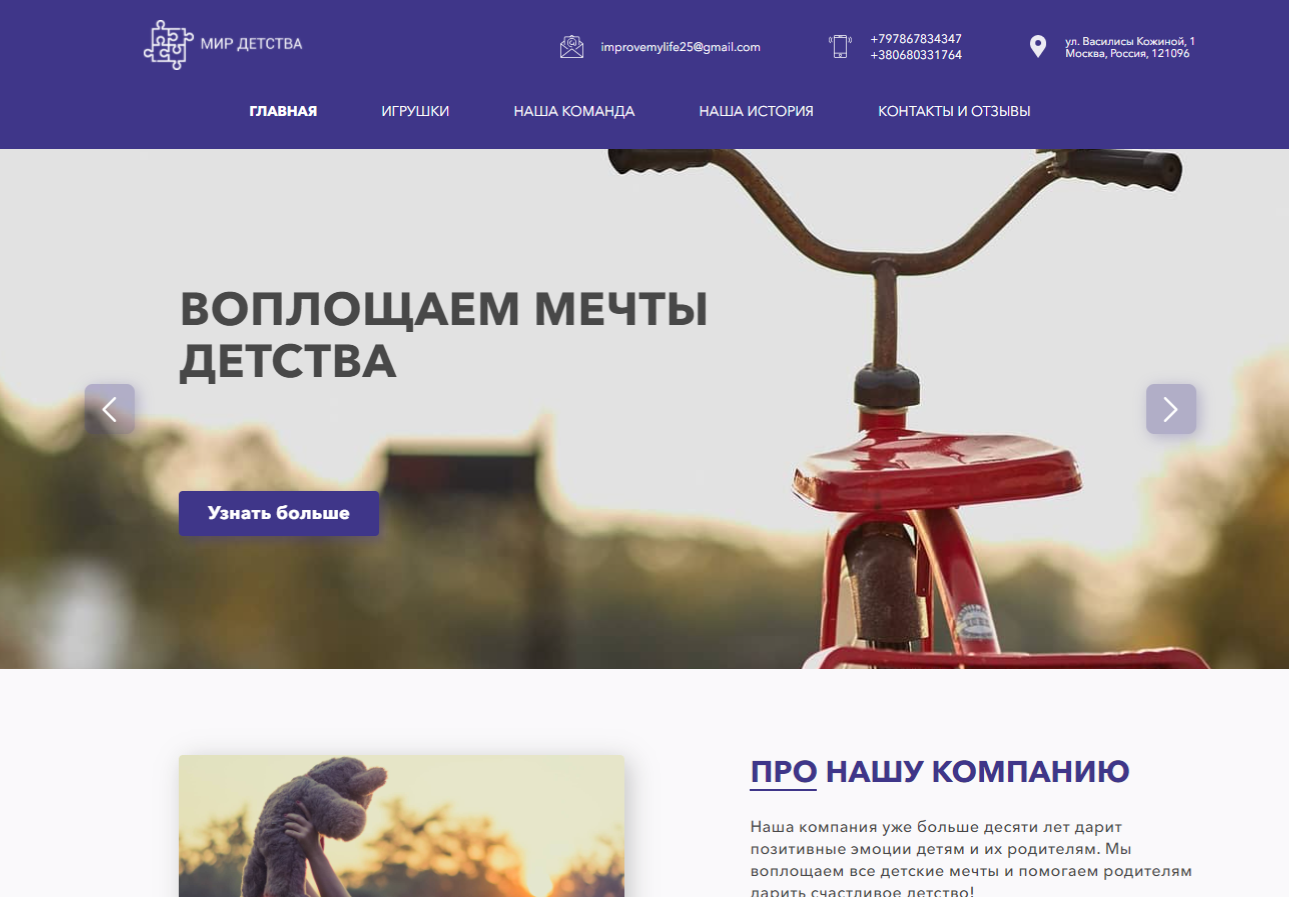 МИР ДЕТСТВА
improvemylife25@gmail.com
+797867834347
+380680331764
ул. Василисы Кожиной, 1
Москва, Россия, 121096
ГЛАВНАЯ
ИГРУШКИ
НАША КОМАНДА
НАША ИСТОРИЯ
КОНТАКТЫ И ОТЗЫВЫ
ВОПЛОЩАЕМ МЕЧТЫ
ДЕТСТВА
Узнать больше
ПРО НАШУ КОМПАНИЮ
Наша компания уже больше десяти лет дарит
позитивные эмоции детям и их родителям. Мы
воплощаем все детские мечты и помогаем родителям
дарить счастливое детство!